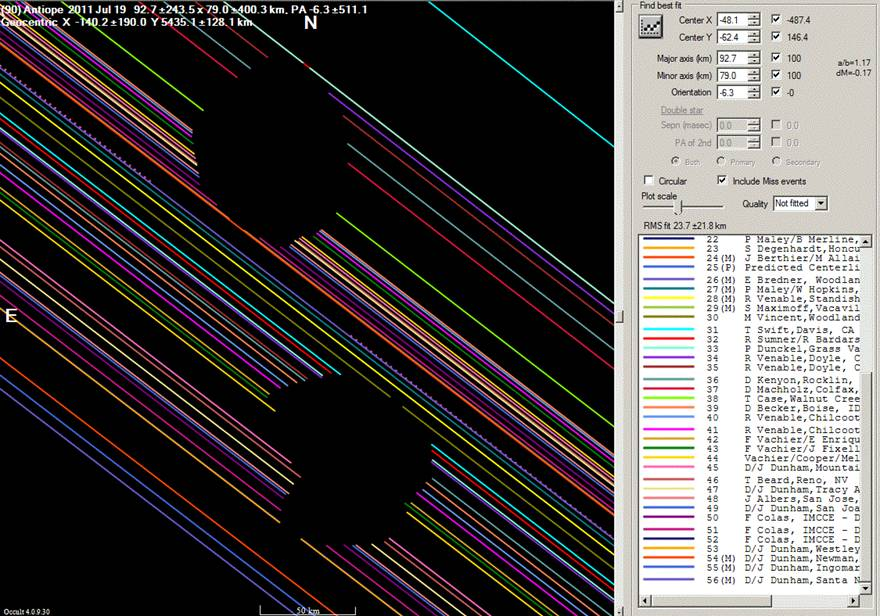 (90) Antiope 2011 Jul 19 92.7 ±243.5 x 79.0 ±400.3 km, PA -6.3 ±511.1
Geocentric X -140.2 ±190.0 Y 5435.1 ±128.1 km
N
E
Occult 4.0.9.30
50 km
Find best fit
Center X -48.1 -487.4
Center Y -62.4 146.4
Major axis (km) 92.7 100
Minor axis (km) 79.0 100
Orientation -6.3 -0
a/b=1.17
dM=-0.17
Double star
Sepn (masec) 0.0 0.0
PA of 2nd 0.0 0.0
Both Primary Secondary
Circular Include Miss events
Plot scale
Quality Not fitted
RMS fit 23.7 ±21.8 km
22 P Maley/B Merline,
23 S Degenhardt,Honcu
24(M) J Berthier/M Allai
25(P) Predicted Centerli
26(M) E Bredner, Woodlan
27(M) P Maley/W Hopkins,
28(M) R Venable,Standish
29(M) S Maximoff,Vacavil
30 M Vincent,Woodland
31 T Swift,Davis, CA
32 R Sumner/R Bardars
33 P Dunckel,Grass Va
34 R Venable,Doyle, C
35 R Venable,Doyle, C
36 D Kenyon,Rocklin,
37 D Machholz,Colfax,
38 T Case,Walnut Cree
39 D Becker,Boise, ID
40 R Venable,Chilcoot
41 R Venable,Chilcoot
42 F Vachier/E Enriqu
43 F Vachier/J Fixell
44 Vachier/Cooper/Mel
45 D/J Dunham,Mountai
46 T Beard,Reno, NV
47 D/J Dunham,Tracy A
48 J Albers,San Jose,
49 D/J Dunham,San Joa
50 F Colas, IMCCE - D
51 F Colas, IMCCE - D
52 F Colas, IMCCE - D
53 D/J Dunham,Westley
54(M) D/J Dunham,Newman,
55(M) D/J Dunham,Ingomar
56(M) D/J Dunham,Santa N